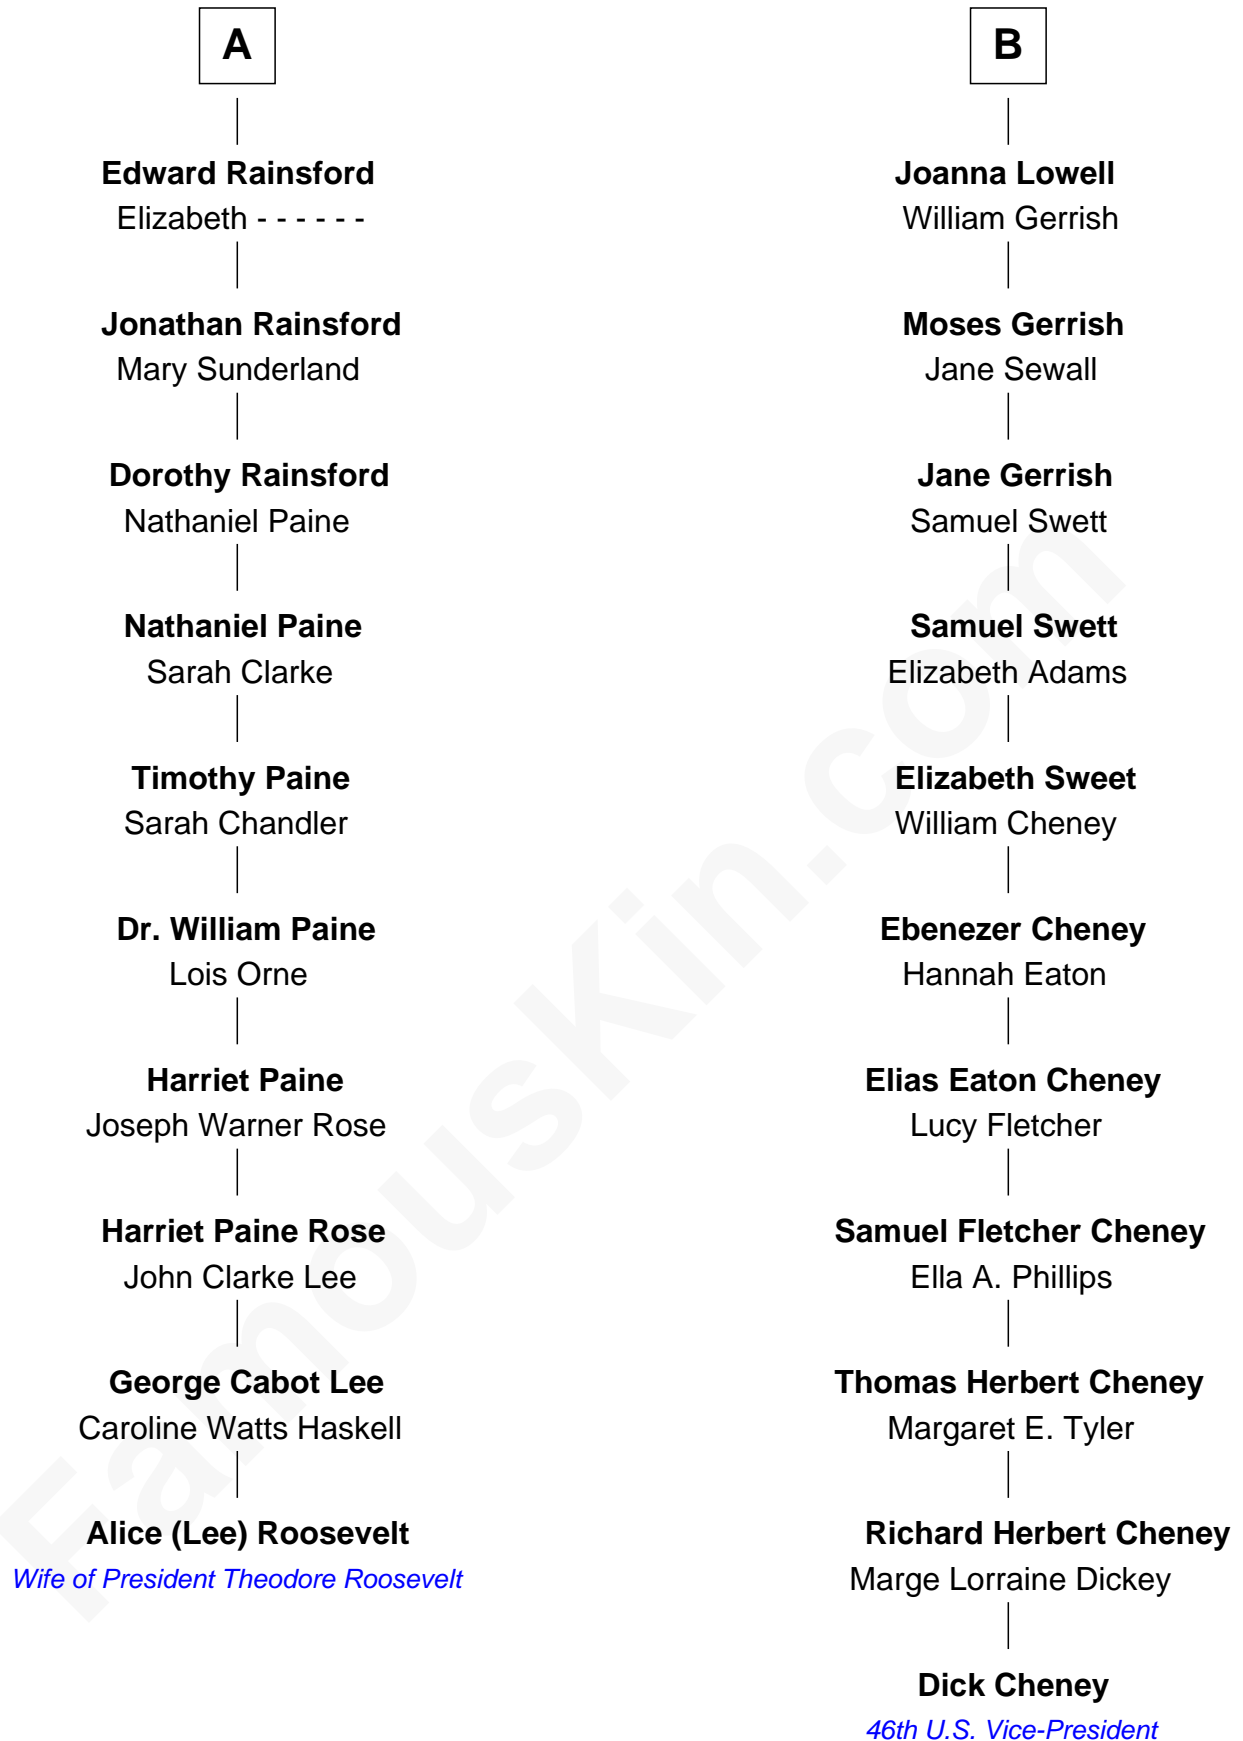 A
Edward Rainsford
Elizabeth - - - - - -
Jonathan Rainsford
Mary Sunderland
Dorothy Rainsford
Nathaniel Paine
Nathaniel Paine
Sarah Clarke
Timothy Paine
Sarah Chandler
Dr. William Paine
Lois Orne
Harriet Paine
Joseph Warner Rose
Harriet Paine Rose
John Clarke Lee
George Cabot Lee
Caroline Watts Haskell
Alice (Lee) Roosevelt
Wife of President Theodore Roosevelt
B
Joanna Lowell
William Gerrish
Moses Gerrish
Jane Sewall
Jane Gerrish
Samuel Swett
Samuel Swett
Elizabeth Adams
Elizabeth Sweet
William Cheney
Ebenezer Cheney
Hannah Eaton
Elias Eaton Cheney
Lucy Fletcher
Samuel Fletcher Cheney
Ella A. Phillips
Thomas Herbert Cheney
Margaret E. Tyler
Richard Herbert Cheney
Marge Lorraine Dickey
Dick Cheney
46th U.S. Vice-President
FamousKin.com